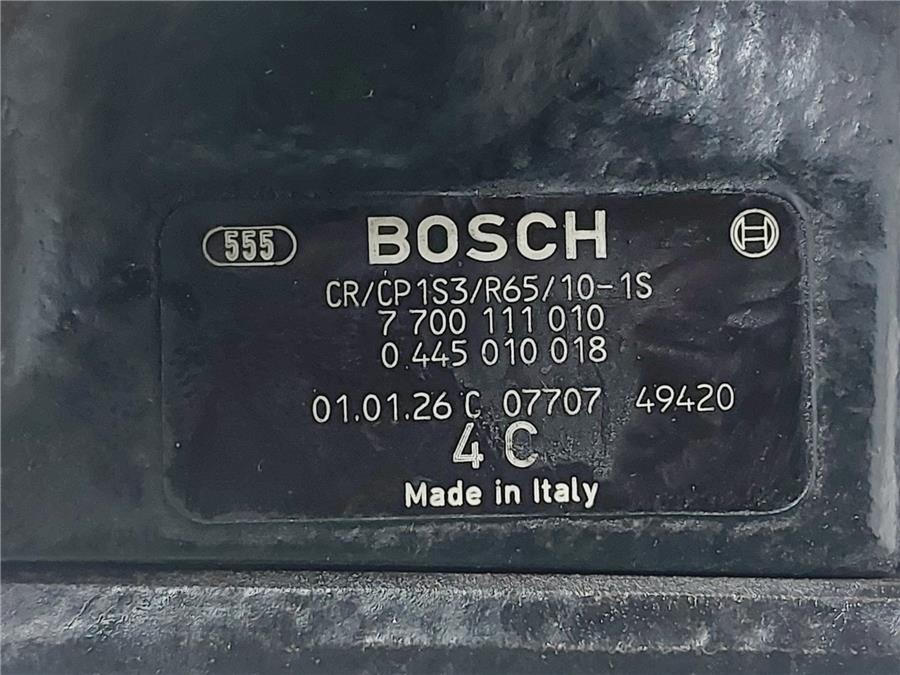 555 BOSCH
CR/CP1S3/R65/10-1S
7 700 111 010
0 445 010 018
01.01.26 C 07707 49420
4 C
Made in Italy